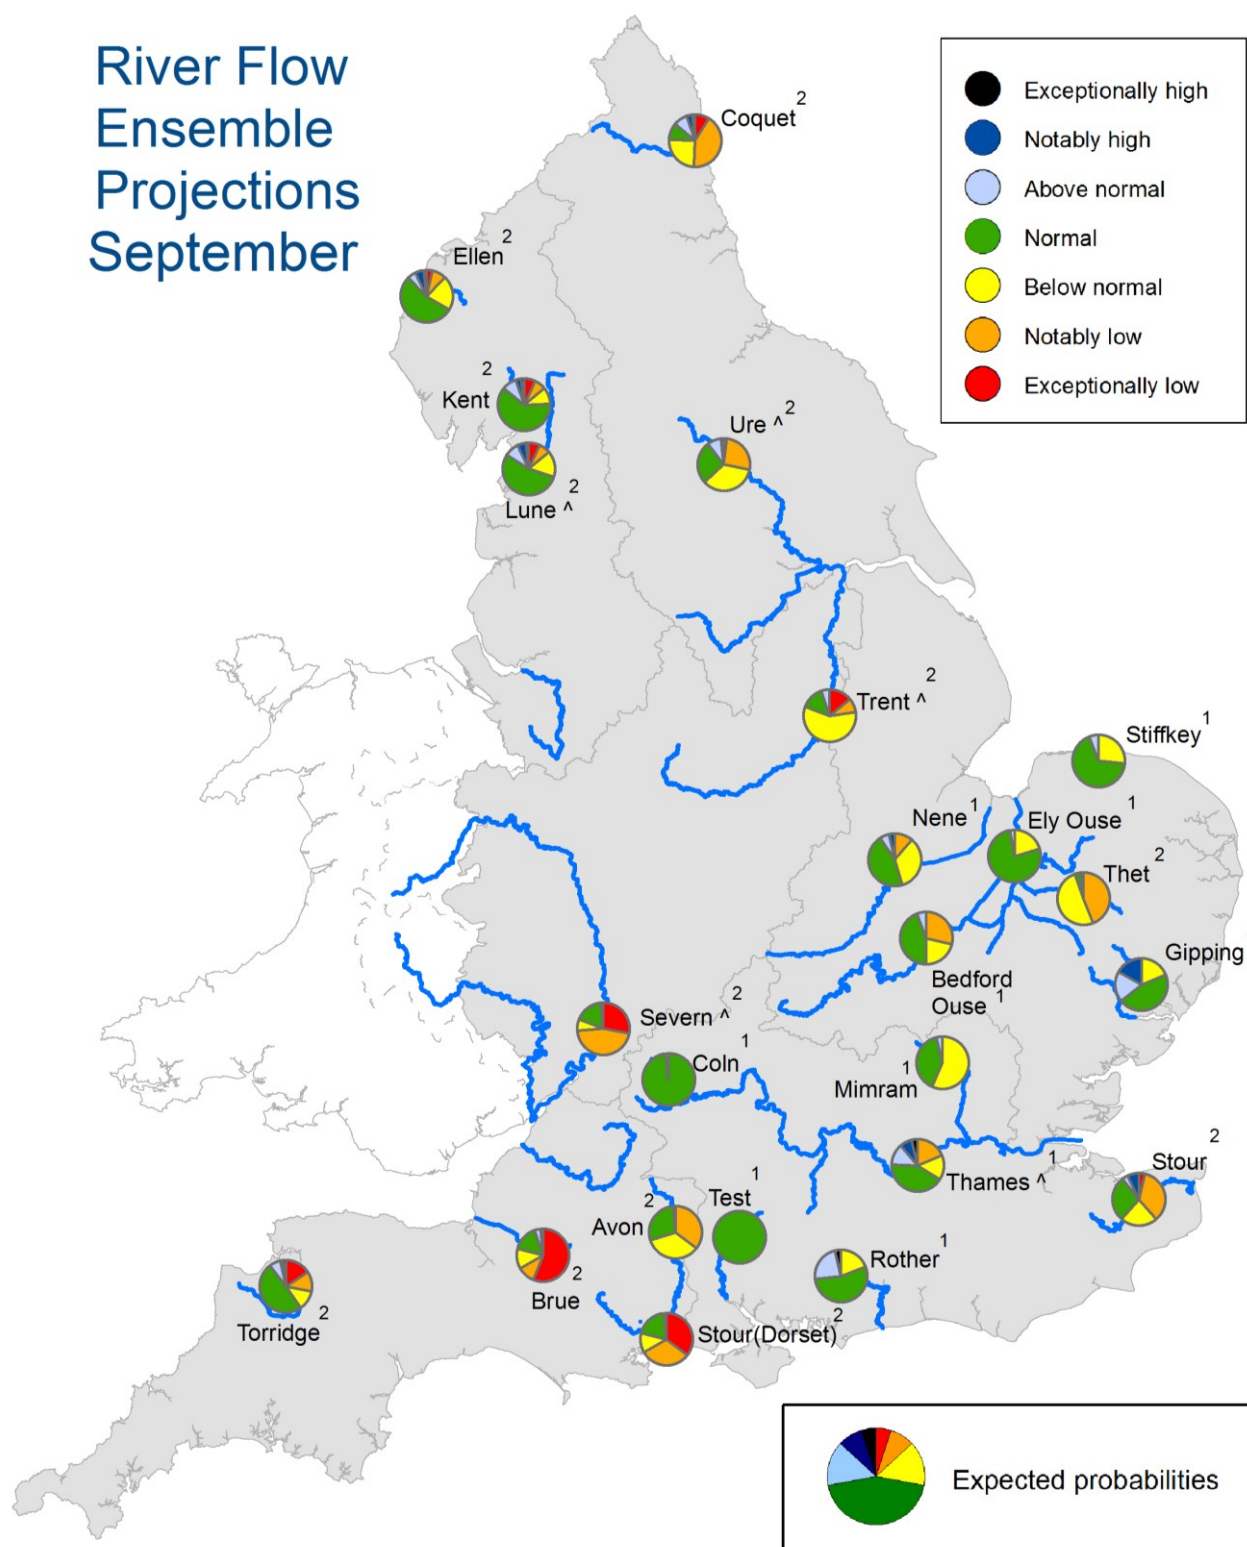 River Flow
Ensemble
Projections
September
Exceptionally high
Notably high
Above normal
Normal
Below normal
Notably low
Exceptionally low
Coquet 2
Ellen 2
Kent 2
Lune ^ 2
Ure ^ 2
Trent ^ 2
Stiffkey 1
Nene 1
Ely Ouse 1
Thet 2
Gipping
Bedford
Ouse 1
Severn ^ 2
Coln 1
Mimram 1
Thames ^ 1
Stour 2
Test 1
Avon 2
Rother 1
Brue 2
Torridge 2
Stour(Dorset) 2
Expected probabilities